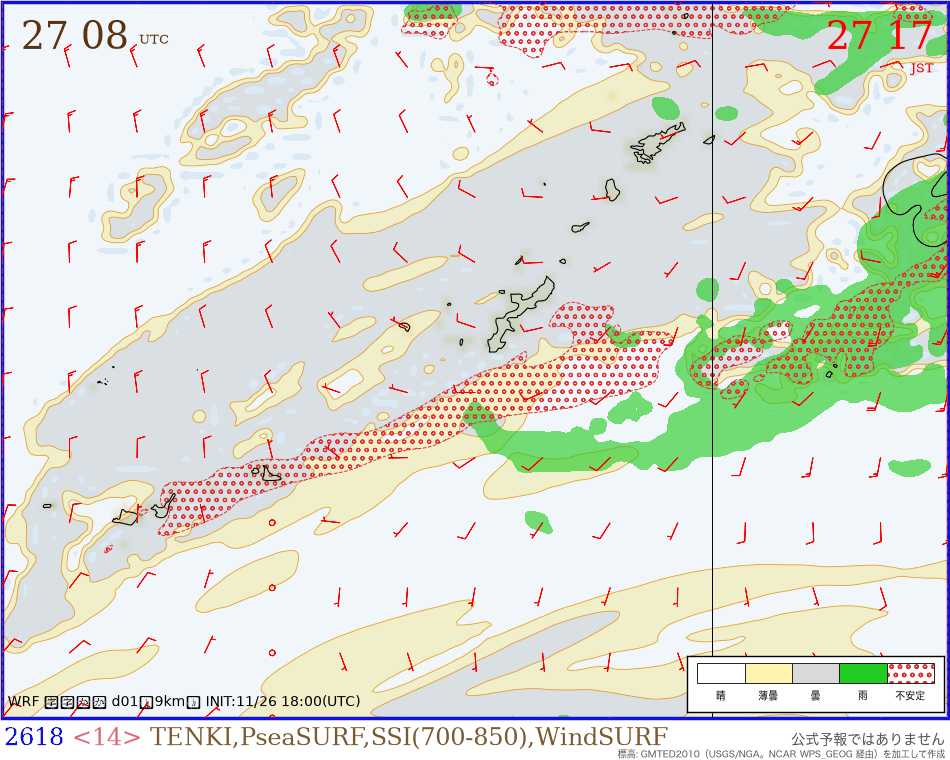 27 08 UTC
27 17
JST
晴 薄曇 曇 雨 不安定
WRF d01 9km INIT:11/26 18:00(UTC)
2618 <14> TENKI,PseaSURF,SSI(700-850),WindSURF
公式予報ではありません
標高: GMTED2010（USGS/NGA。NCAR WPS_GEOG 経由）を加工して作成